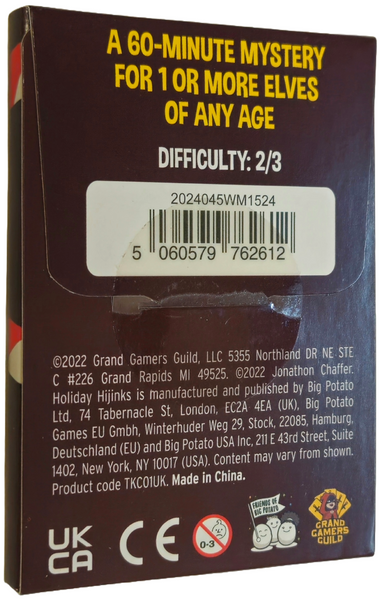 A 60-MINUTE MYSTERY
FOR 1 OR MORE ELVES
OF ANY AGE
DIFFICULTY: 2/3
2024045WM1524
5 060579 762612
©2022 Grand Gamers Guild, LLC 5355 Northland DR NE STE
C #226 Grand Rapids MI 49525. ©2022 Jonathon Chaffer.
Holiday Hijinks is manufactured and published by Big Potato
Ltd, 74 Tabernacle St, London, EC2A 4EA (UK), Big Potato
Games EU Gmbh, Winterhuder Weg 29, Stock, 22085, Hamburg,
Deutschland (EU) and Big Potato USA Inc, 211 E 43rd Street, Suite
1402, New York, NY 10017 (USA). Content may vary from shown.
Product code TKC01UK. Made in China.
UK
CA
CE
0-3
FRIENDS OF
BIG POTATO
GRAND
GAMERS
GUILD